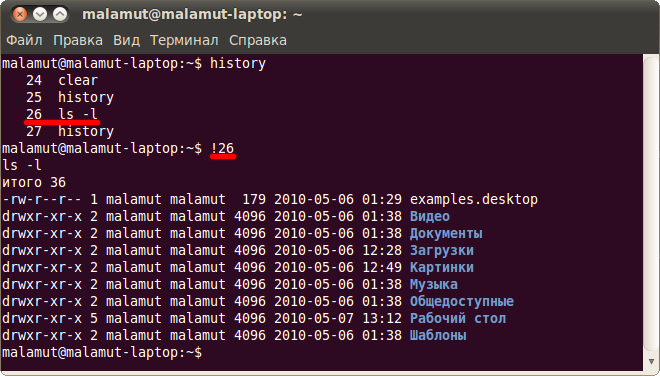 malamut@malamut-laptop: ~
Файл Правка Вид Терминал Справка
malamut@malamut-laptop:~$ history
24 clear
25 history
26 ls -l
27 history
malamut@malamut-laptop:~$ !26
ls -l
итого 36
-rw-r--r-- 1 malamut malamut 179 2010-05-06 01:29 examples.desktop
drwxr-xr-x 2 malamut malamut 4096 2010-05-06 01:38 Видео
drwxr-xr-x 2 malamut malamut 4096 2010-05-06 01:38 Документы
drwxr-xr-x 2 malamut malamut 4096 2010-05-06 12:28 Загрузки
drwxr-xr-x 2 malamut malamut 4096 2010-05-06 12:49 Картинки
drwxr-xr-x 2 malamut malamut 4096 2010-05-06 01:38 Музыка
drwxr-xr-x 2 malamut malamut 4096 2010-05-06 01:38 Общедоступные
drwxr-xr-x 5 malamut malamut 4096 2010-05-07 13:12 Рабочий стол
drwxr-xr-x 2 malamut malamut 4096 2010-05-06 01:38 Шаблоны
malamut@malamut-laptop:~$